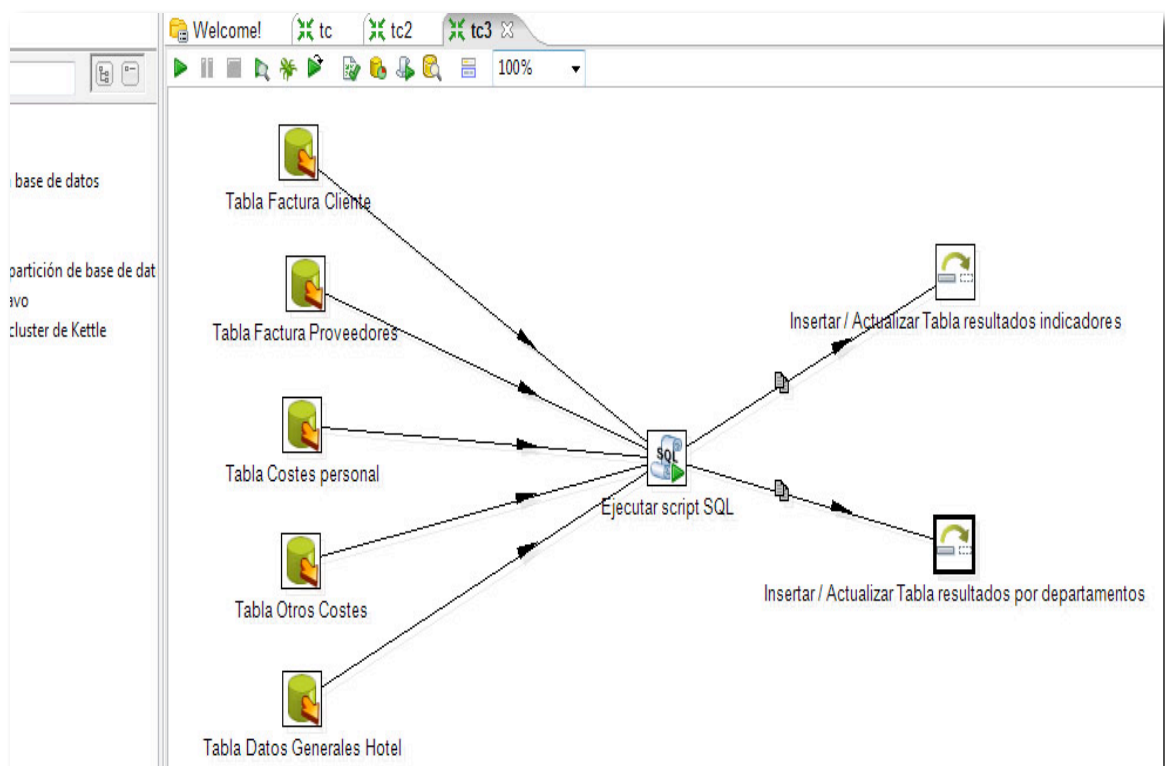 Welcome!
tc
tc2
tc3
100%
base de datos
partición de base de dat
avo
cluster de Kettle
Tabla Factura Cliente
Tabla Factura Proveedores
Tabla Costes personal
Tabla Otros Costes
Tabla Datos Generales Hotel
SQL
Ejecutar script SQL
Insertar / Actualizar Tabla resultados indicadores
Insertar / Actualizar Tabla resultados por departamentos